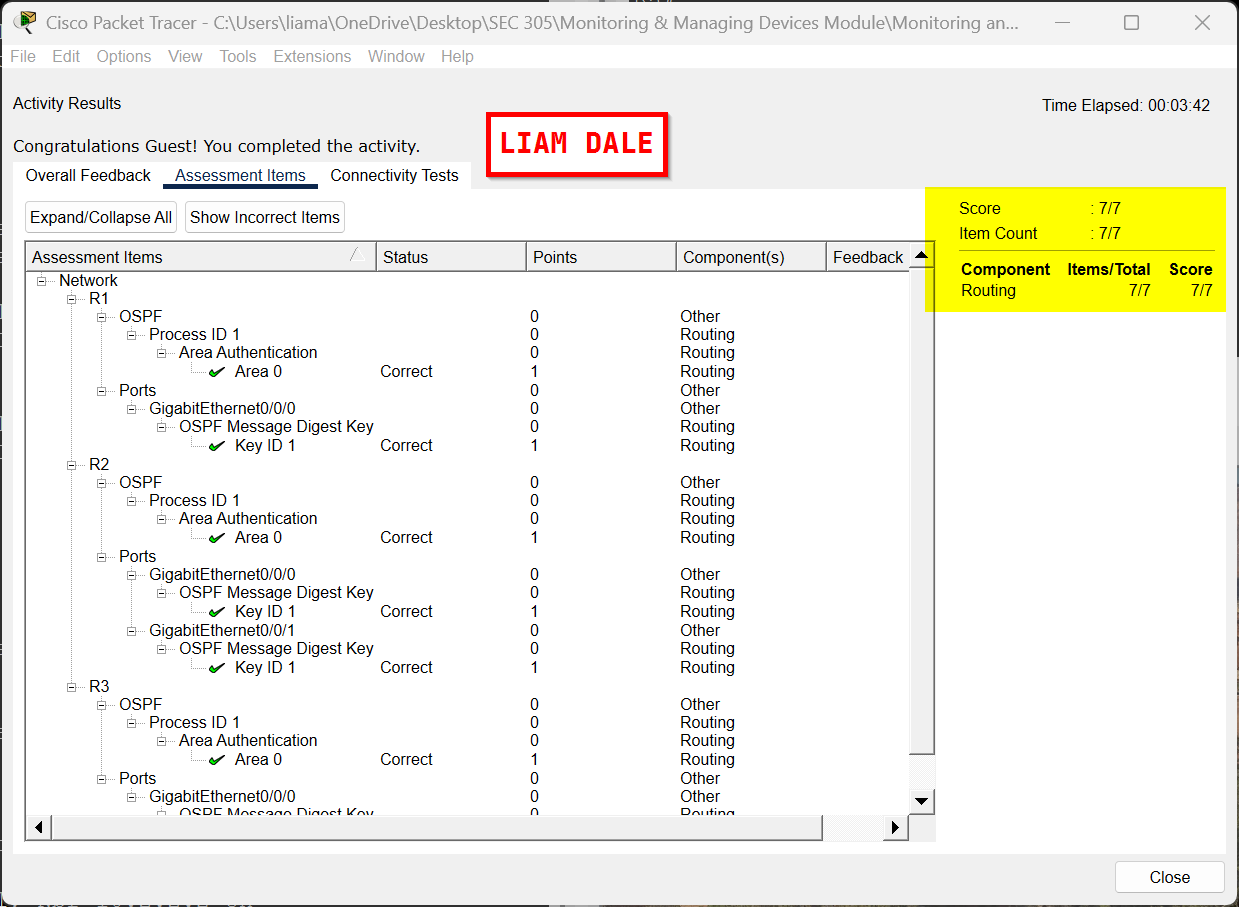 Cisco Packet Tracer - C:\Users\liama\OneDrive\Desktop\SEC 305\Monitoring & Managing Devices Module\Monitoring an...
File Edit Options View Tools Extensions Window Help
Activity Results
Time Elapsed: 00:03:42
LIAM DALE
Congratulations Guest! You completed the activity.
Overall Feedback Assessment Items Connectivity Tests
Expand/Collapse All Show Incorrect Items
Assessment Items Status Points Component(s) Feedback
Network
R1
OSPF 0 Other
Process ID 1 0 Routing
Area Authentication 0 Routing
Area 0 Correct 1 Routing
Ports 0 Other
GigabitEthernet0/0/0 0 Other
OSPF Message Digest Key 0 Routing
Key ID 1 Correct 1 Routing
R2
OSPF 0 Other
Process ID 1 0 Routing
Area Authentication 0 Routing
Area 0 Correct 1 Routing
Ports 0 Other
GigabitEthernet0/0/0 0 Other
OSPF Message Digest Key 0 Routing
Key ID 1 Correct 1 Routing
GigabitEthernet0/0/1 0 Other
OSPF Message Digest Key 0 Routing
Key ID 1 Correct 1 Routing
R3
OSPF 0 Other
Process ID 1 0 Routing
Area Authentication 0 Routing
Area 0 Correct 1 Routing
Ports 0 Other
GigabitEthernet0/0/0 0 Other
OSPF Message Digest Key 0 Routing
Score : 7/7
Item Count : 7/7
Component Items/Total Score
Routing 7/7 7/7
Close